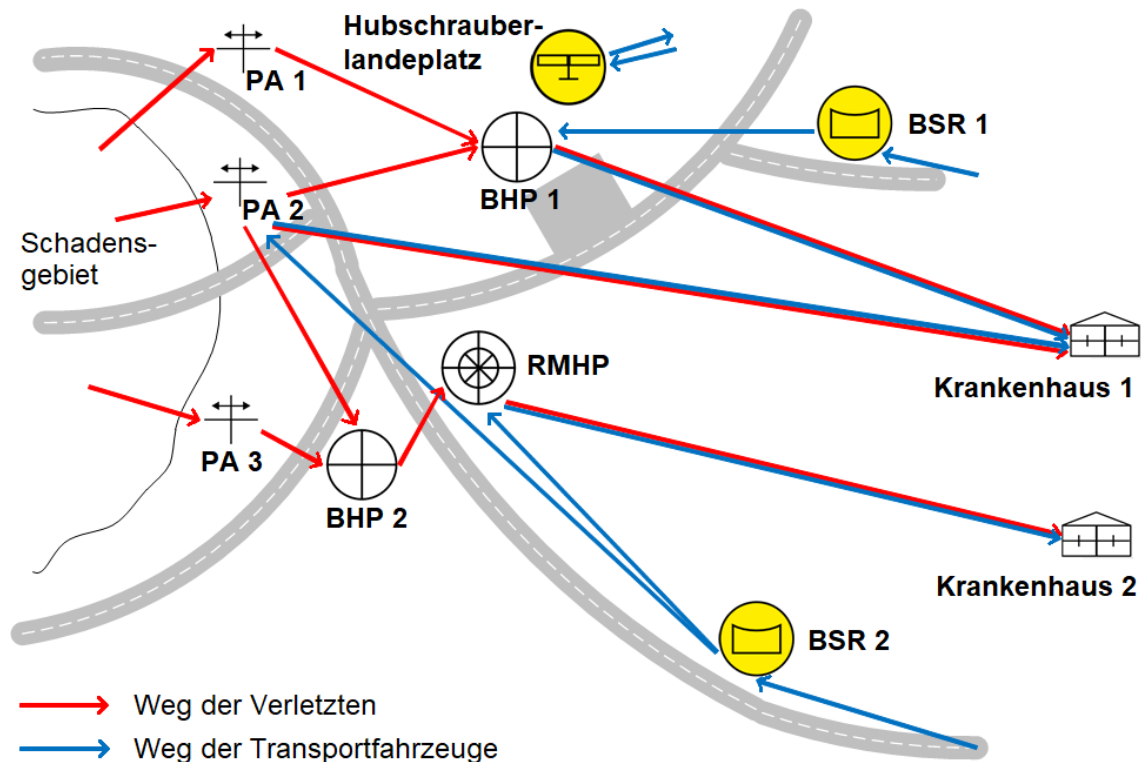 Hubschrauber-
landeplatz
PA 1
BSR 1
BHP 1
PA 2
Schadens-
gebiet
RMHP
Krankenhaus 1
PA 3
BHP 2
Krankenhaus 2
BSR 2
Weg der Verletzten
Weg der Transportfahrzeuge